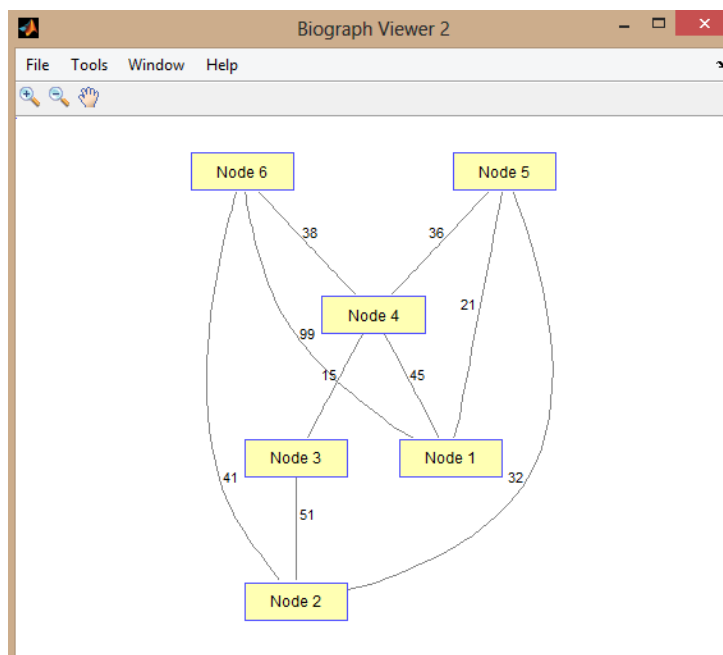 Biograph Viewer 2
File Tools Window Help
Node 6 Node 5
38 36
21
Node 4
99
15 45
Node 3 Node 1
41 32
51
Node 2